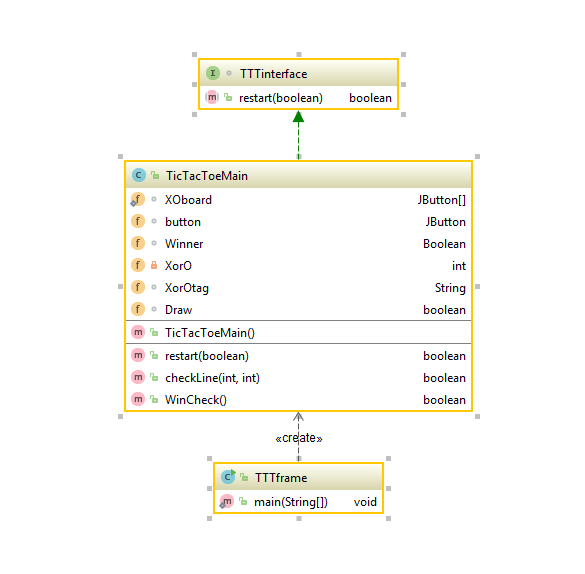 I TTTinterface
m restart(boolean) boolean
C TicTacToeMain
f XOboard JButton[]
f button JButton
f Winner Boolean
f XorO int
f XorOtag String
f Draw boolean
m TicTacToeMain()
m restart(boolean) boolean
m checkLine(int, int) boolean
m WinCheck() boolean
«create»
C TTTframe
m main(String[]) void